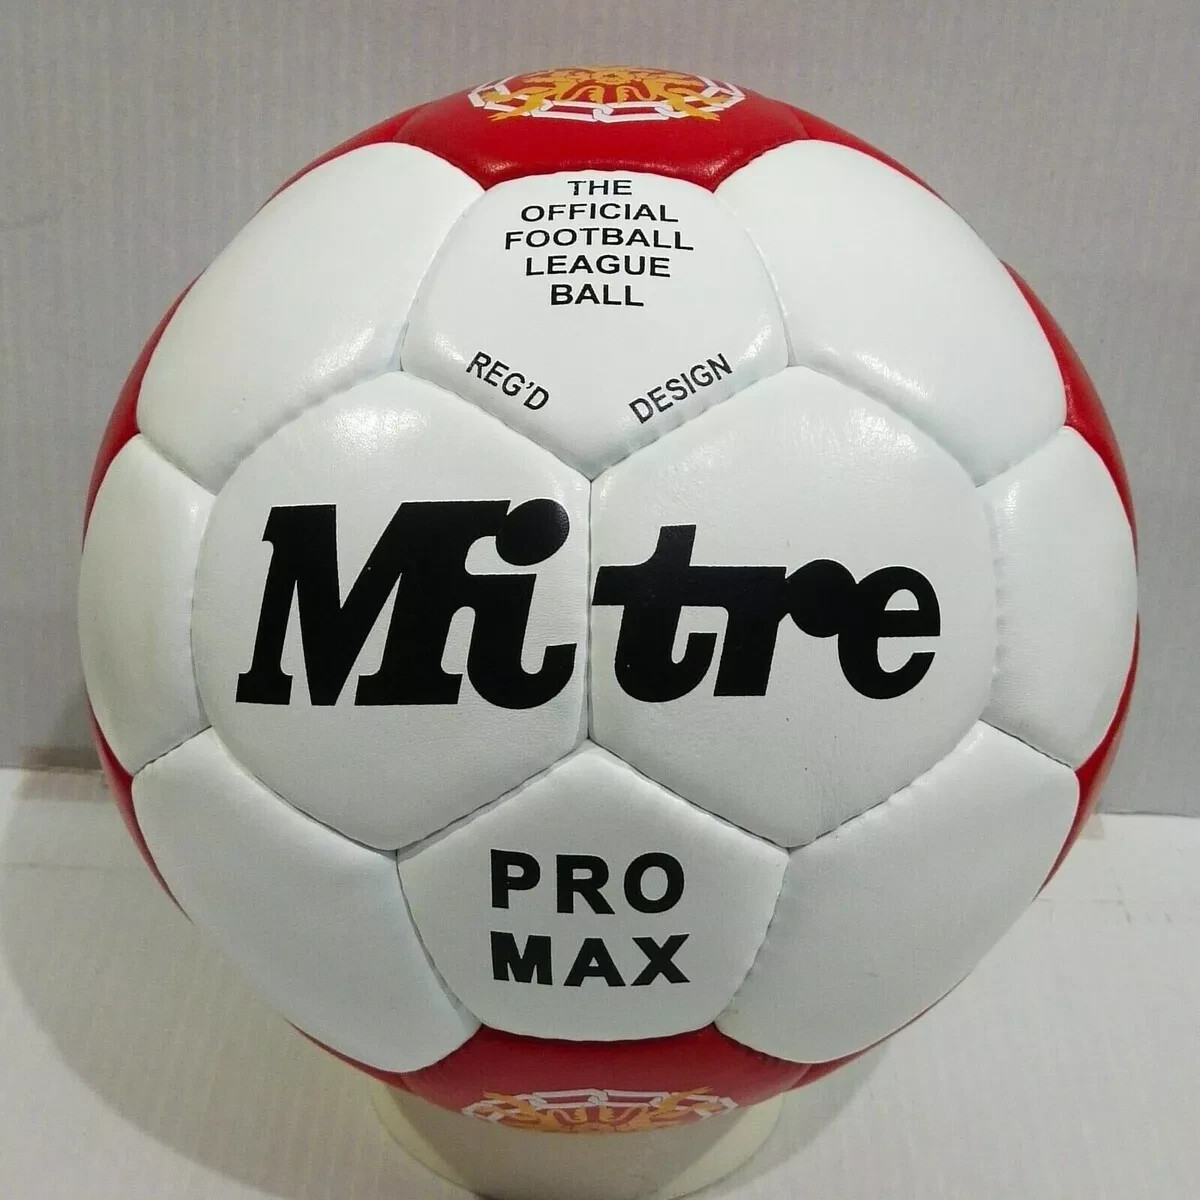 THE
OFFICIAL
FOOTBALL
LEAGUE
BALL
REG'D DESIGN
Mitre
PRO
MAX